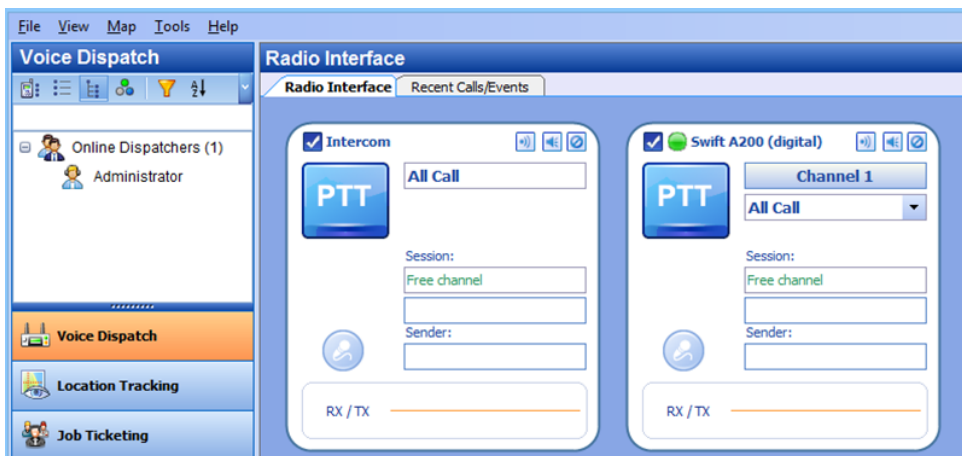 File View Map Tools Help
Voice Dispatch
Online Dispatchers (1)
Administrator
Voice Dispatch
Location Tracking
Job Ticketing
Radio Interface
Radio Interface Recent Calls/Events
Intercom
PTT
All Call
Session:
Free channel
Sender:
RX / TX
Swift A200 (digital)
PTT
Channel 1
All Call
Session:
Free channel
Sender:
RX / TX